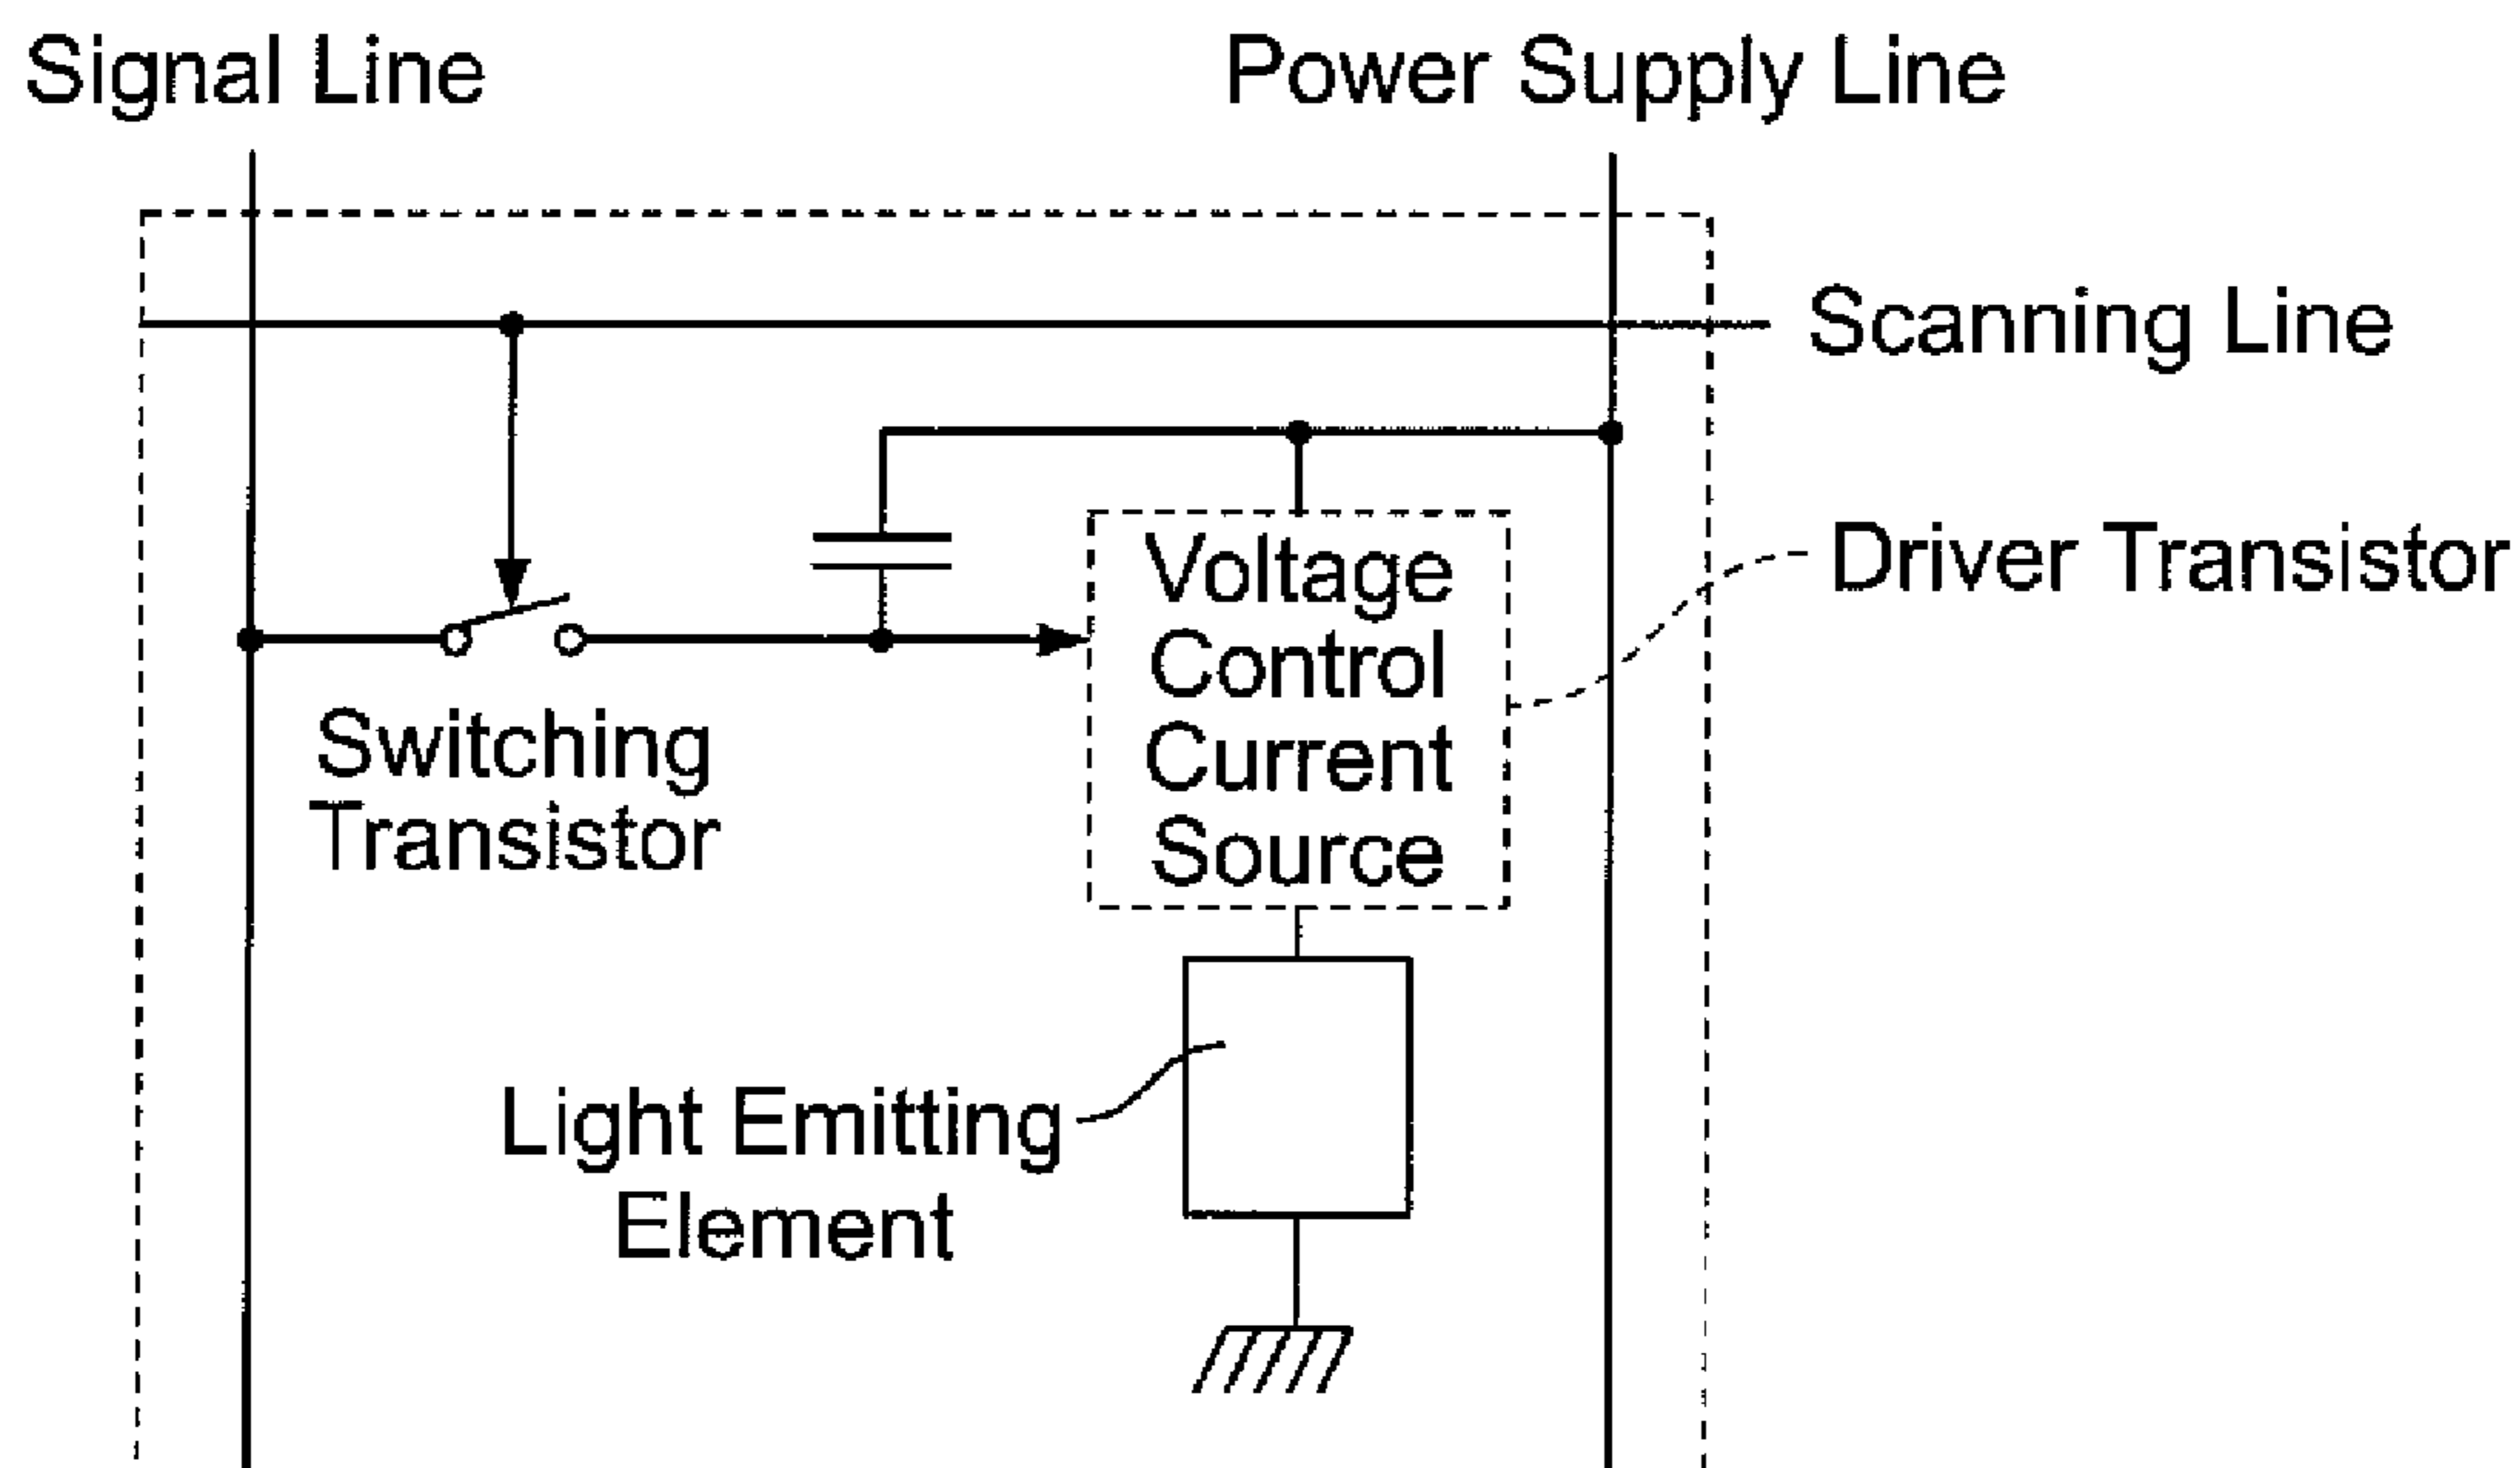 Signal Line
Power Supply Line
Scanning Line
Driver Transistor
Voltage
Control
Current
Source
Switching
Transistor
Light Emitting
Element